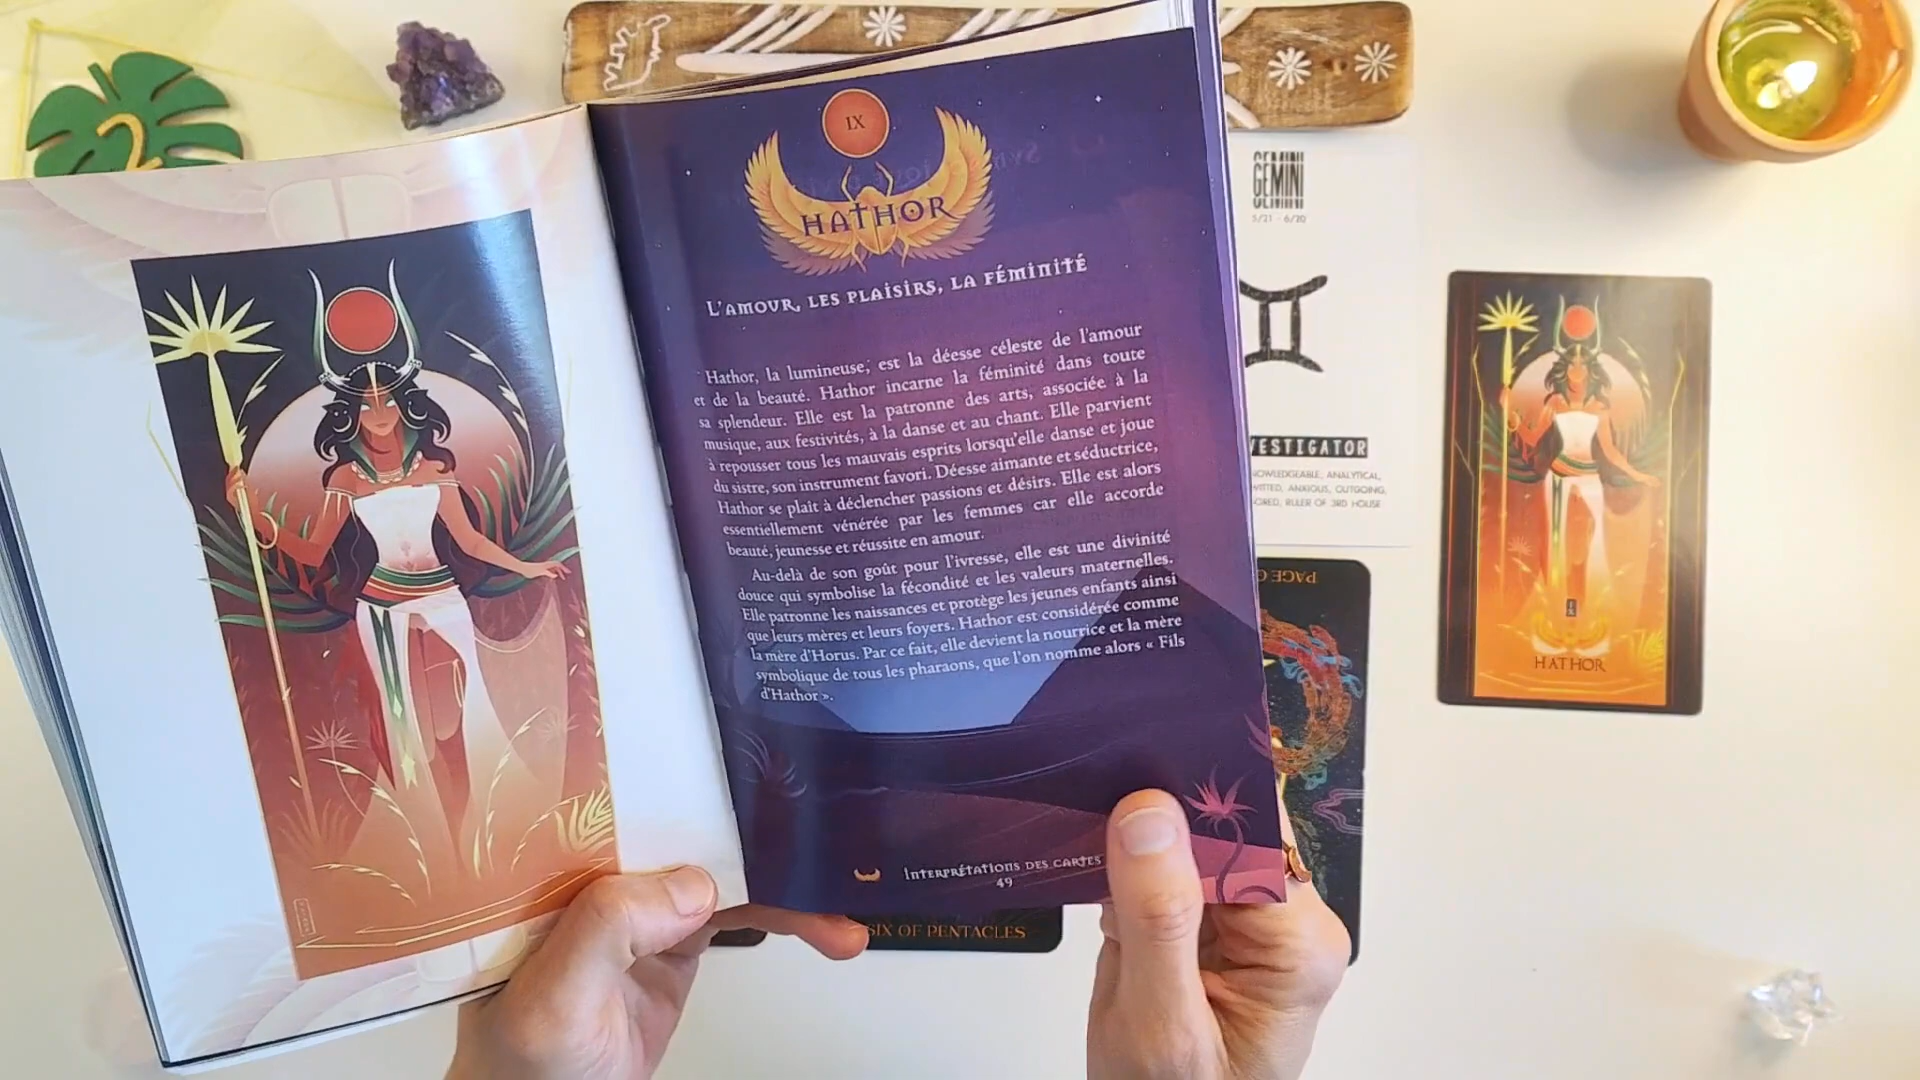 IX
HATHOR
L'amour, les plaisirs, la féminité
Hathor, la lumineuse, est la déesse céleste de l'amour
et de la beauté. Hathor incarne la féminité dans toute
sa splendeur. Elle est la patronne des arts, associée à la
musique, aux festivités, à la danse et au chant. Elle parvient
à repousser tous les mauvais esprits lorsqu'elle danse et joue
du sistre, son instrument favori. Déesse aimante et séductrice,
Hathor se plaît à déclencher passions et désirs. Elle est alors
essentiellement vénérée par les femmes car elle accorde
beauté, jeunesse et réussite en amour.
Au-delà de son goût pour l'ivresse, elle est une divinité
douce qui symbolise la fécondité et les valeurs maternelles.
Elle patronne les naissances et protège les jeunes enfants ainsi
que leurs mères et leurs foyers. Hathor est considérée comme
la mère d'Horus. Par ce fait, elle devient la nourrice et la mère
symbolique de tous les pharaons, que l'on nomme alors « Fils
d'Hathor ».
Interprétations des cartes
49
GEMINI
GEMINI
5/21 - 6/20
VESTIGATOR
OWLEDGEABLE, ANALYTICAL,
WITTED, ANXIOUS, OUTGOING,
ORED, RULER OF 3RD HOUSE
PAGE
SIX OF PENTACLES
IX
HATHOR